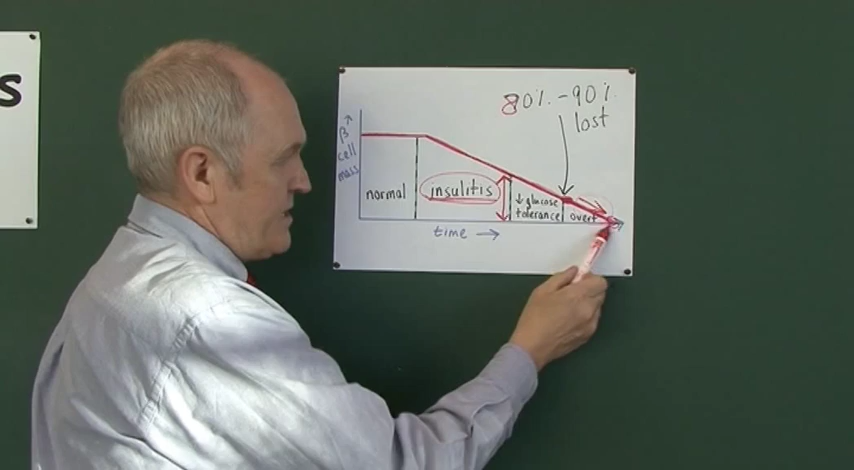 s
80% - 90%
lost
β
cell
mass
normal
insulitis
↓ glucose
tolerance
overt
time →